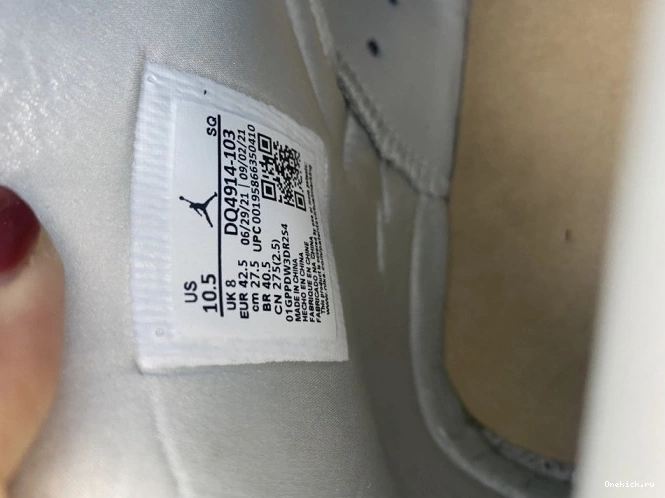 SQ
US
10.5
DQ4914-103
UK 8
06/29/21 | 09/02/21
EUR 42.5
UPC 00195866350410
cm 27.5
BR 40.5
CN 275(2.5)
01GPPDW3DR2S4
MADE IN CHINA
HECHO EN CHINA
FABRIQUE EN CHINE
FABRICADO
Onekick.ru